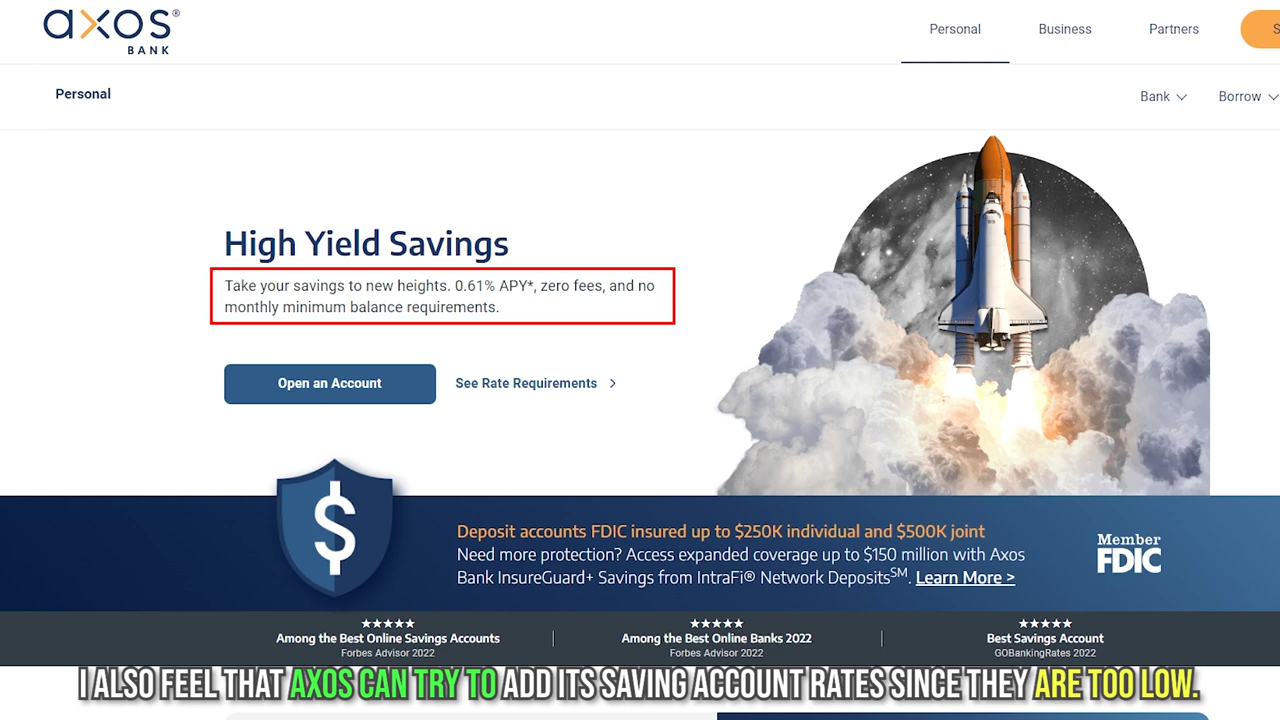 axos®
BANK
Personal
Business
Partners
S
Personal
Bank
Borrow
High Yield Savings
Take your savings to new heights. 0.61% APY*, zero fees, and no
monthly minimum balance requirements.
Open an Account
See Rate Requirements >
$
Deposit accounts FDIC insured up to $250K individual and $500K joint
Need more protection? Access expanded coverage up to $150 million with Axos
Bank InsureGuard+ Savings from IntraFi® Network Deposits℠. Learn More >
Member
FDIC
★★★★★
Among the Best Online Savings Accounts
Forbes Advisor 2022
★★★★★
Among the Best Online Banks 2022
Forbes Advisor 2022
★★★★★
Best Savings Account
GOBankingRates 2022
I ALSO FEEL THAT AXOS CAN TRY TO ADD ITS SAVING ACCOUNT RATES SINCE THEY ARE TOO LOW.